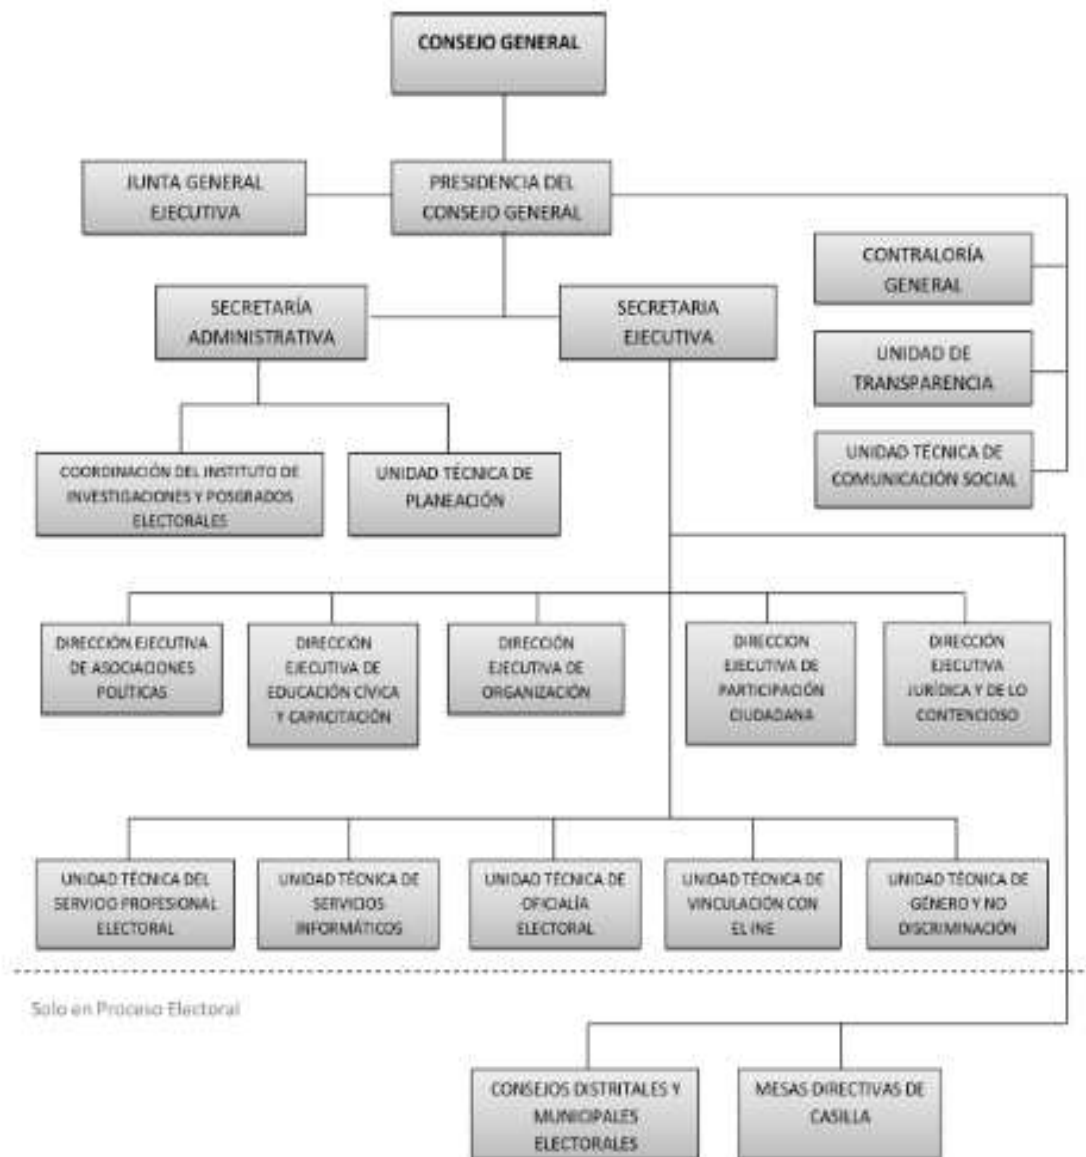 CONSEJO GENERAL
JUNTA GENERAL
EJECUTIVA
PRESIDENCIA DEL
CONSEJO GENERAL
CONTRALORÍA
GENERAL
SECRETARÍA
ADMINISTRATIVA
SECRETARIA
EJECUTIVA
UNIDAD DE
TRANSPARENCIA
UNIDAD TÉCNICA DE
COMUNICACIÓN SOCIAL
COORDINACIÓN DEL INSTITUTO DE
INVESTIGACIONES Y POSGRADOS
ELECTORALES
UNIDAD TÉCNICA DE
PLANEACIÓN
DIRECCIÓN EJECUTIVA
DE ASOCIACIONES
POLÍTICAS
DIRECCIÓN
EJECUTIVA DE
EDUCACIÓN CÍVICA
Y CAPACITACIÓN
DIRECCIÓN
EJECUTIVA DE
ORGANIZACIÓN
DIRECCION
EJECUTIVA DE
PARTICIPACIÓN
CIUDADANA
DIRECCIÓN
EJECUTIVA
JURÍDICA Y DE LO
CONTENCIOSO
UNIDAD TÉCNICA DEL
SERVICIO PROFESIONAL
ELECTORAL
UNIDAD TÉCNICA DE
SERVICIOS
INFORMÁTICOS
UNIDAD TÉCNICA DE
OFICIALÍA
ELECTORAL
UNIDAD TÉCNICA DE
VINCULACIÓN CON
EL INE
UNIDAD TÉCNICA DE
GÉNERO Y NO
DISCRIMINACIÓN
Solo en Proceso Electoral
CONSEJOS DISTRITALES Y
MUNICIPALES
ELECTORALES
MESAS DIRECTIVAS DE
CASILLA